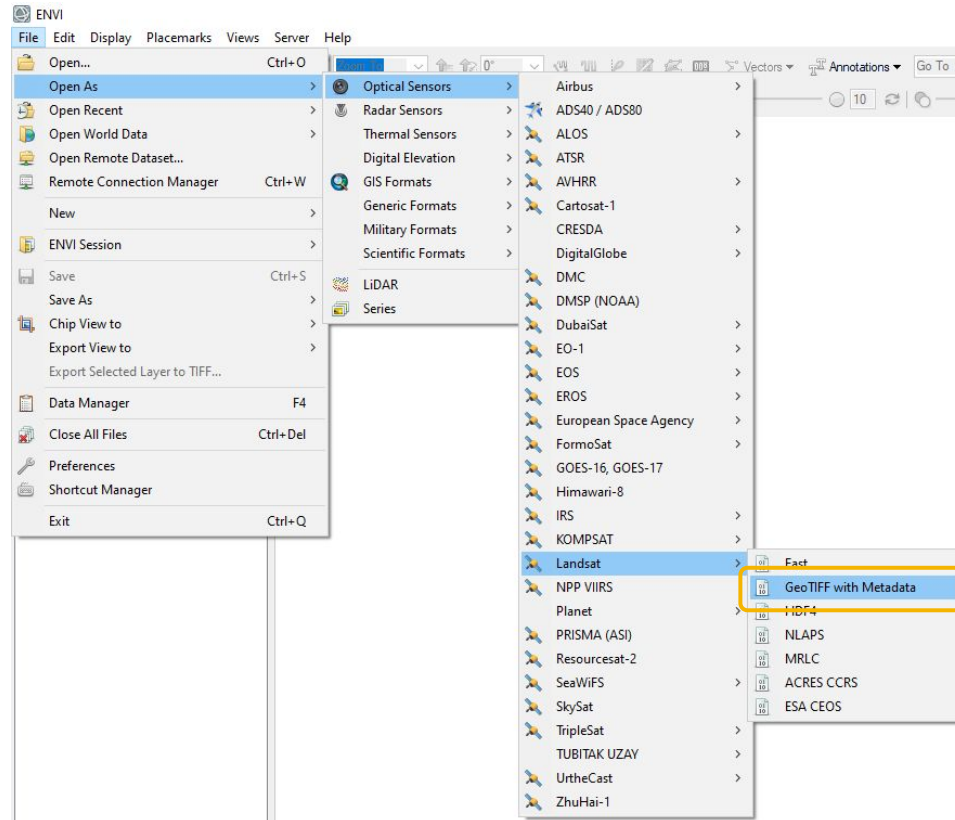 ENVI
File Edit Display Placemarks Views Server Help
Open... Ctrl+O
Open As
Open Recent
Open World Data
Open Remote Dataset...
Remote Connection Manager Ctrl+W
New
ENVI Session
Save Ctrl+S
Save As
Chip View to
Export View to
Export Selected Layer to TIFF...
Data Manager F4
Close All Files Ctrl+Del
Preferences
Shortcut Manager
Exit Ctrl+Q
Zoom To 0° Vectors Annotations Go To
10
Optical Sensors
Radar Sensors
Thermal Sensors
Digital Elevation
GIS Formats
Generic Formats
Military Formats
Scientific Formats
LiDAR
Series
Airbus
ADS40 / ADS80
ALOS
ATSR
AVHRR
Cartosat-1
CRESDA
DigitalGlobe
DMC
DMSP (NOAA)
DubaiSat
EO-1
EOS
EROS
European Space Agency
FormoSat
GOES-16, GOES-17
Himawari-8
IRS
KOMPSAT
Landsat
NPP VIIRS
Planet
PRISMA (ASI)
Resourcesat-2
SeaWiFS
SkySat
TripleSat
TUBITAK UZAY
UrtheCast
ZhuHai-1
Fast
GeoTIFF with Metadata
HDF4
NLAPS
MRLC
ACRES CCRS
ESA CEOS